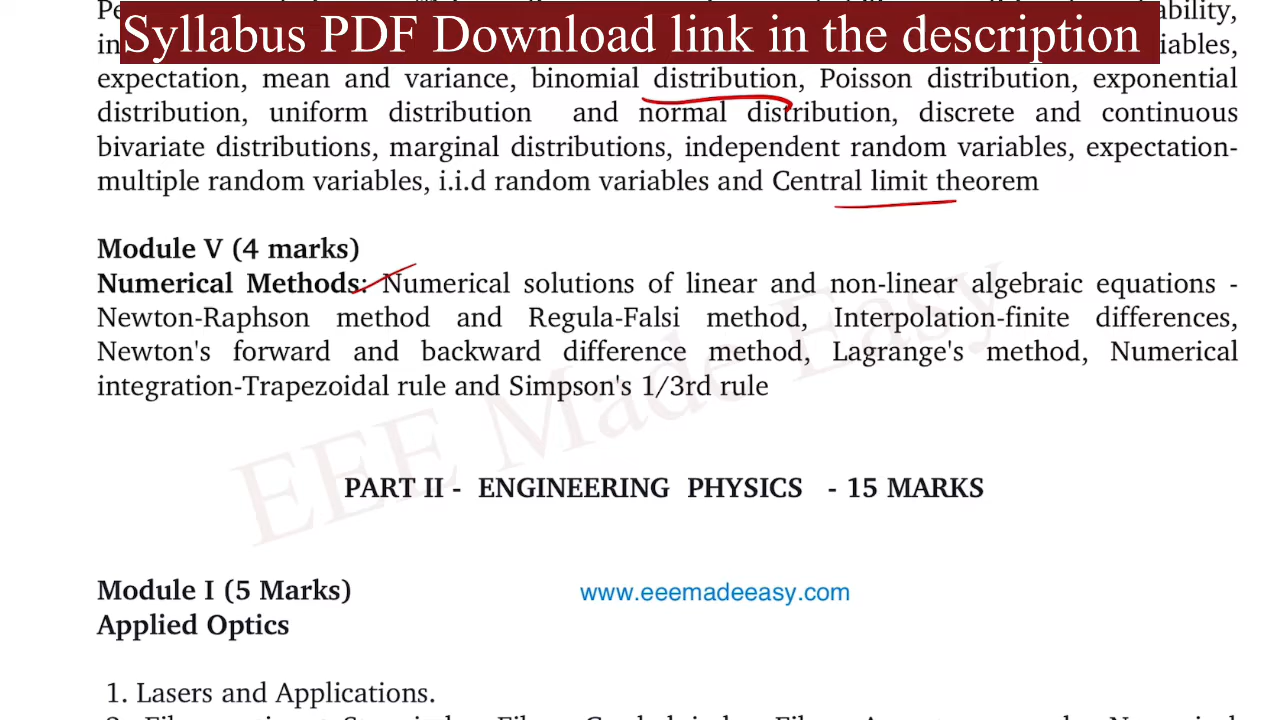 Syllabus PDF Download link in the description
expectation, mean and variance, binomial distribution, Poisson distribution, exponential
distribution, uniform distribution and normal distribution, discrete and continuous
bivariate distributions, marginal distributions, independent random variables, expectation-
multiple random variables, i.i.d random variables and Central limit theorem
Module V (4 marks)
Numerical Methods: Numerical solutions of linear and non-linear algebraic equations -
Newton-Raphson method and Regula-Falsi method, Interpolation-finite differences,
Newton's forward and backward difference method, Lagrange's method, Numerical
integration-Trapezoidal rule and Simpson's 1/3rd rule
EEE Made Easy
PART II - ENGINEERING PHYSICS - 15 MARKS
Module I (5 Marks)
www.eeemadeeasy.com
Applied Optics
1. Lasers and Applications.